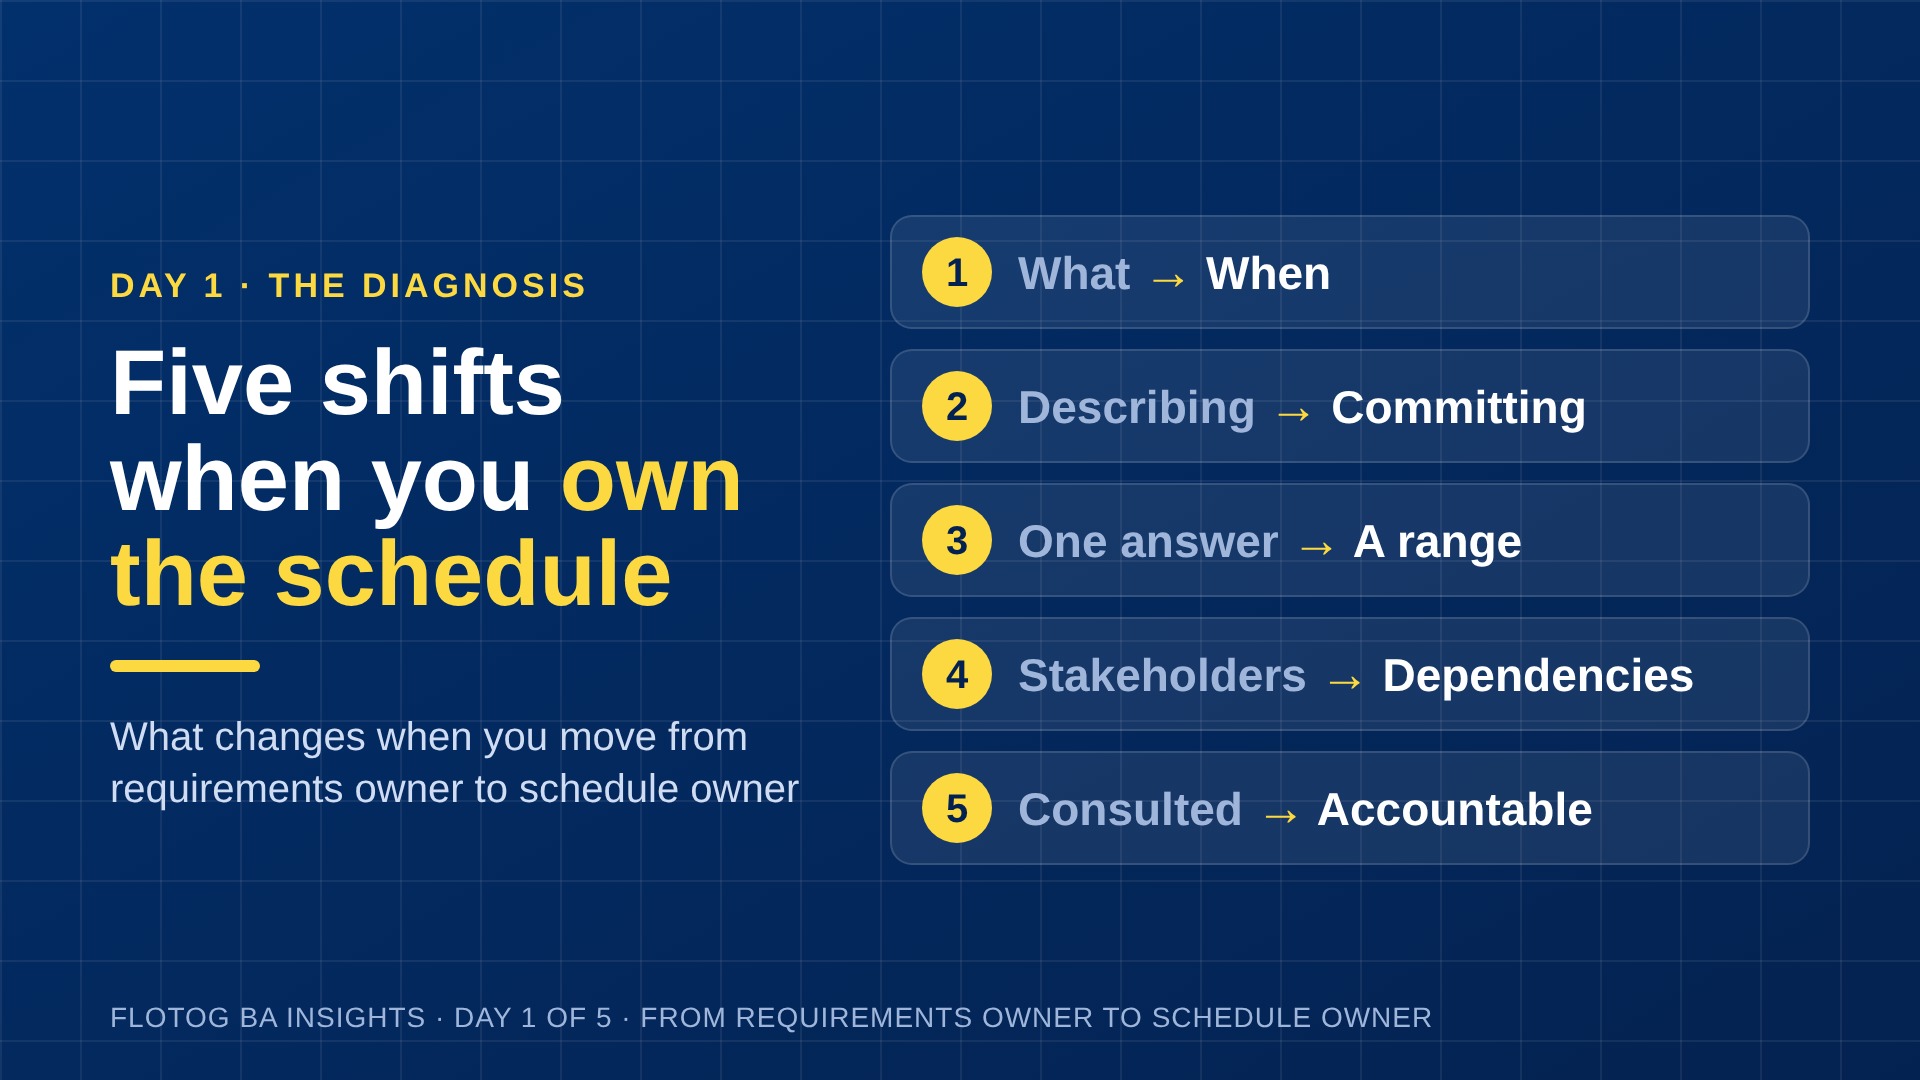 DAY 1 · THE DIAGNOSIS
Five shifts
when you own
the schedule
What changes when you move from
requirements owner to schedule owner
1 What → When
2 Describing → Committing
3 One answer → A range
4 Stakeholders → Dependencies
5 Consulted → Accountable
FLOTOG BA INSIGHTS · DAY 1 OF 5 · FROM REQUIREMENTS OWNER TO SCHEDULE OWNER